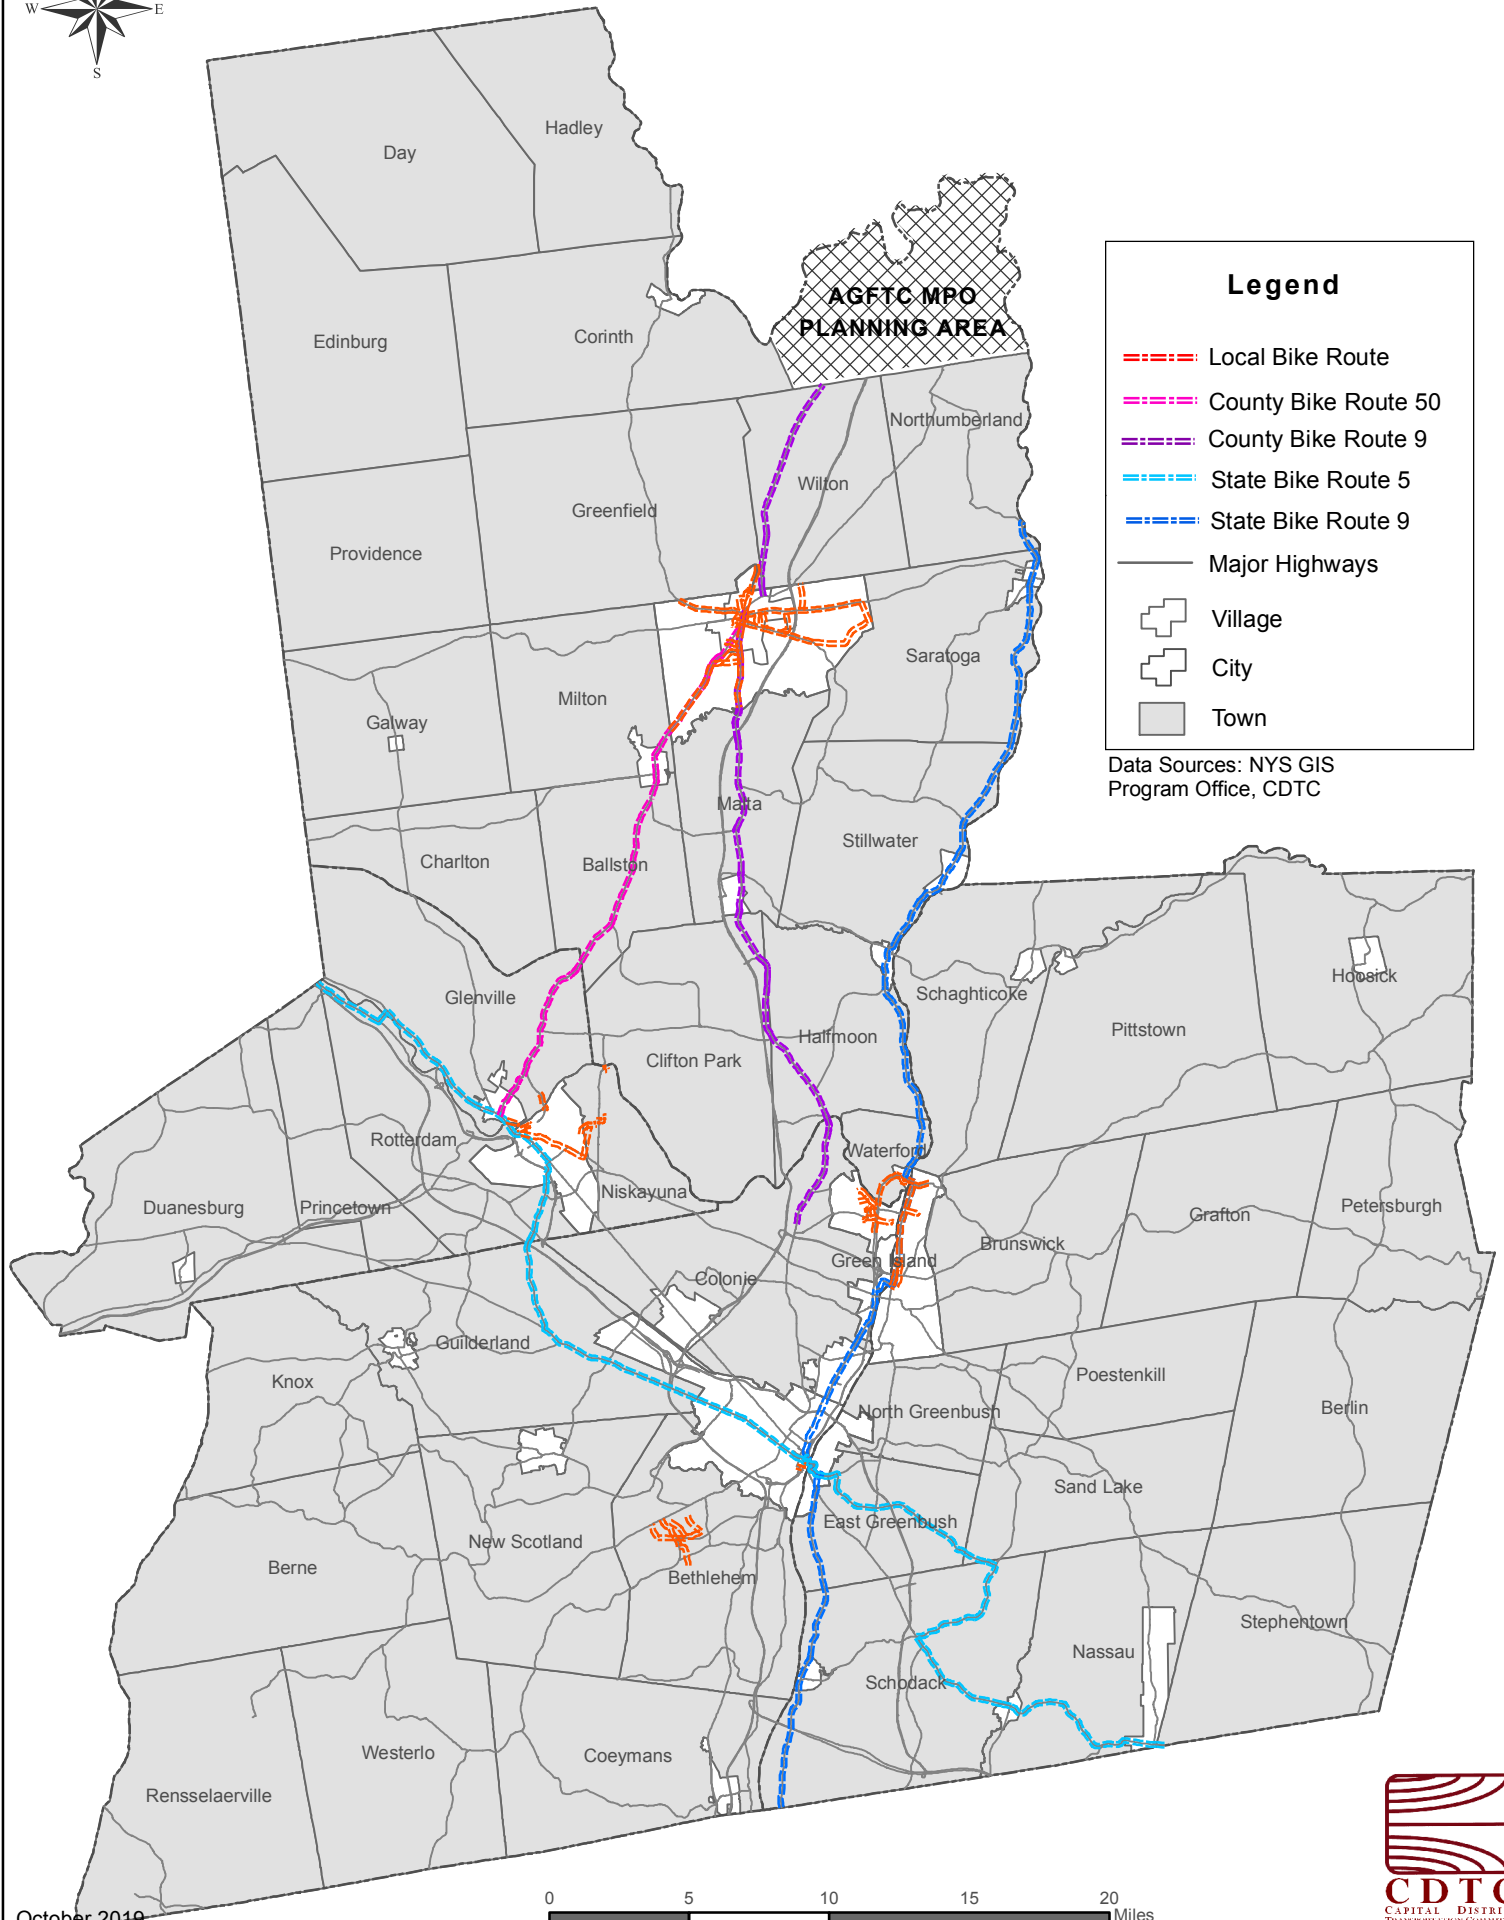 W
E
S
Hadley
Day
AGFTC MPO
PLANNING AREA
Edinburg
Corinth
Northumberland
Wilton
Greenfield
Providence
Saratoga
Milton
Galway
Malta
Stillwater
Charlton
Ballston
Hoosick
Glenville
Schaghticoke
Pittstown
Halfmoon
Clifton Park
Rotterdam
Waterford
Niskayuna
Duanesburg
Princetown
Petersburgh
Grafton
Brunswick
Green Island
Colonie
Guilderland
Knox
Poestenkill
Berlin
North Greenbush
Sand Lake
East Greenbush
New Scotland
Berne
Bethlehem
Stephentown
Nassau
Schodack
Westerlo
Coeymans
Rensselaerville
Legend
Local Bike Route
County Bike Route 50
County Bike Route 9
State Bike Route 5
State Bike Route 9
Major Highways
Village
City
Town
Data Sources: NYS GIS
Program Office, CDTC
October 2019
0 5 10 15 20
Miles
CDTC
CAPITAL DISTRI